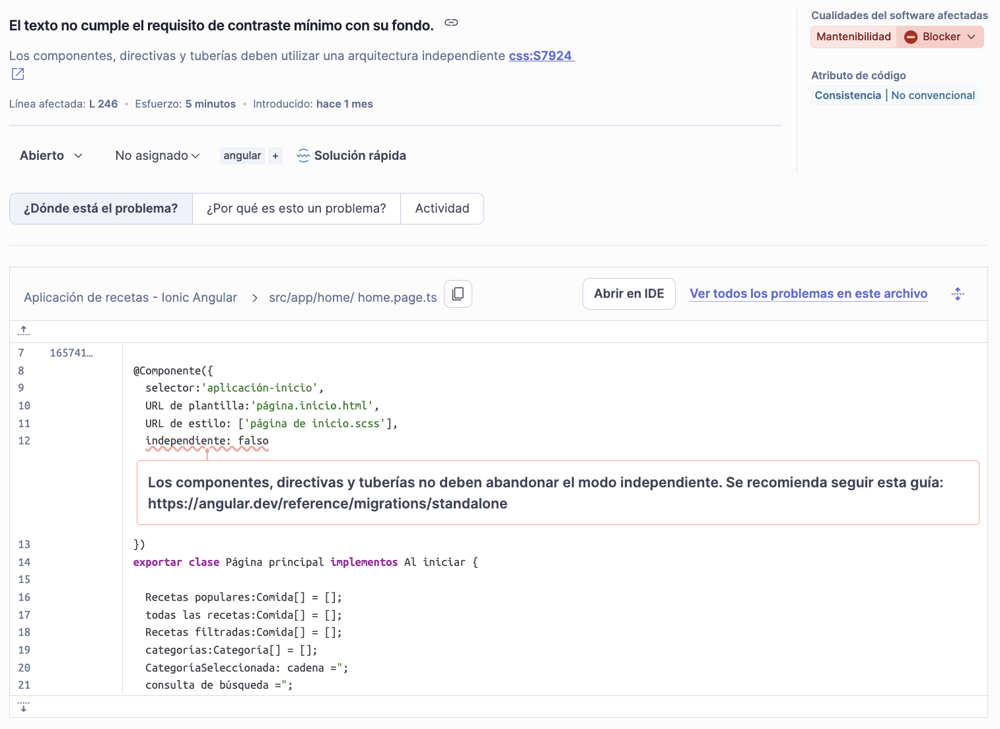 El texto no cumple el requisito de contraste mínimo con su fondo.
Los componentes, directivas y tuberías deben utilizar una arquitectura independiente css:S7924
Línea afectada: L 246 • Esfuerzo: 5 minutos • Introducido: hace 1 mes
Cualidades del software afectadas
Mantenibilidad Blocker
Atributo de código
Consistencia | No convencional
Abierto No asignado angular + Solución rápida
¿Dónde está el problema? ¿Por qué es esto un problema? Actividad
Aplicación de recetas - Ionic Angular > src/app/home/ home.page.ts Abrir en IDE Ver todos los problemas en este archivo
7 165741…
8 @Componente({
9 selector:'aplicación-inicio',
10 URL de plantilla:'página.inicio.html',
11 URL de estilo: ['página de inicio.scss'],
12 independiente: falso
Los componentes, directivas y tuberías no deben abandonar el modo independiente. Se recomienda seguir esta guía:
https://angular.dev/reference/migrations/standalone
13 })
14 exportar clase Página principal implementos Al iniciar {
15
16 Recetas populares:Comida[] = [];
17 todas las recetas:Comida[] = [];
18 Recetas filtradas:Comida[] = [];
19 categorías:Categoría[] = [];
20 CategoríaSeleccionada: cadena =";
21 consulta de búsqueda =";